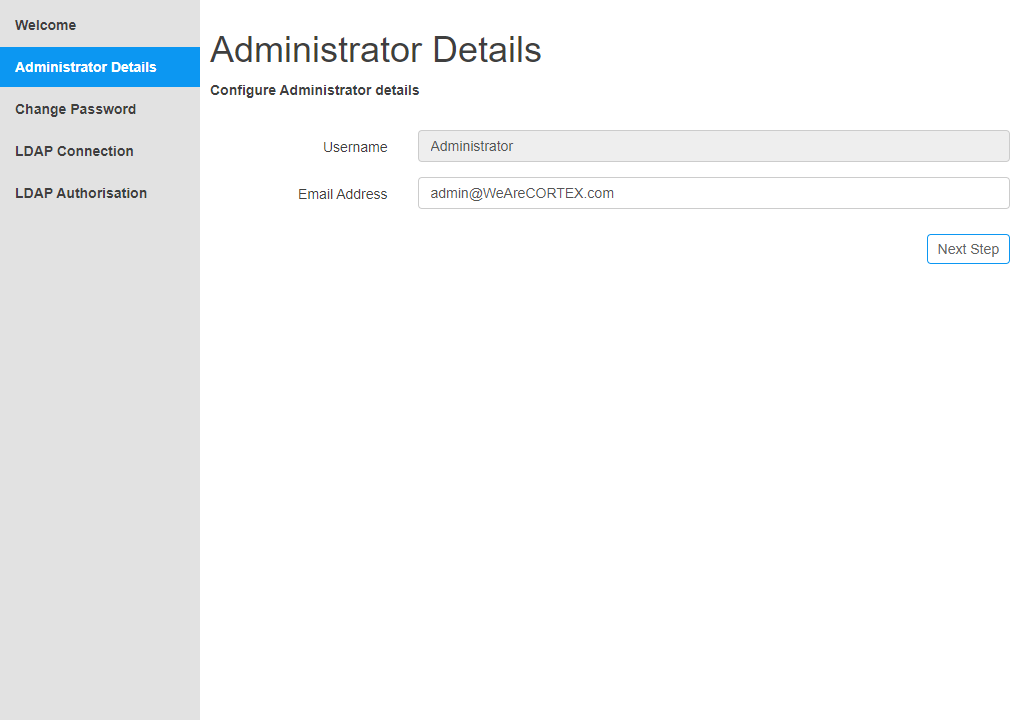 Welcome
Administrator Details
Change Password
LDAP Connection
LDAP Authorisation
Administrator Details
Configure Administrator details
Username Administrator
Email Address admin@WeAreCORTEX.com
Next Step